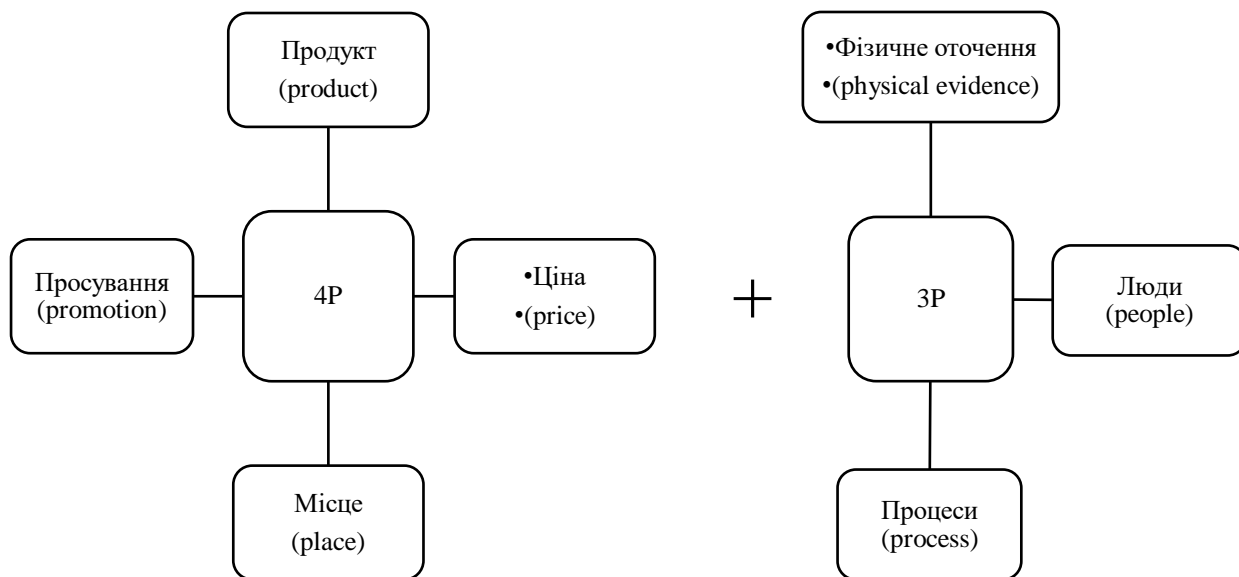 Продукт
(product)
Просування
(promotion)
4P
•Ціна
•(price)
Місце
(place)
+
•Фізичне оточення
•(physical evidence)
3P
Люди
(people)
Процеси
(process)